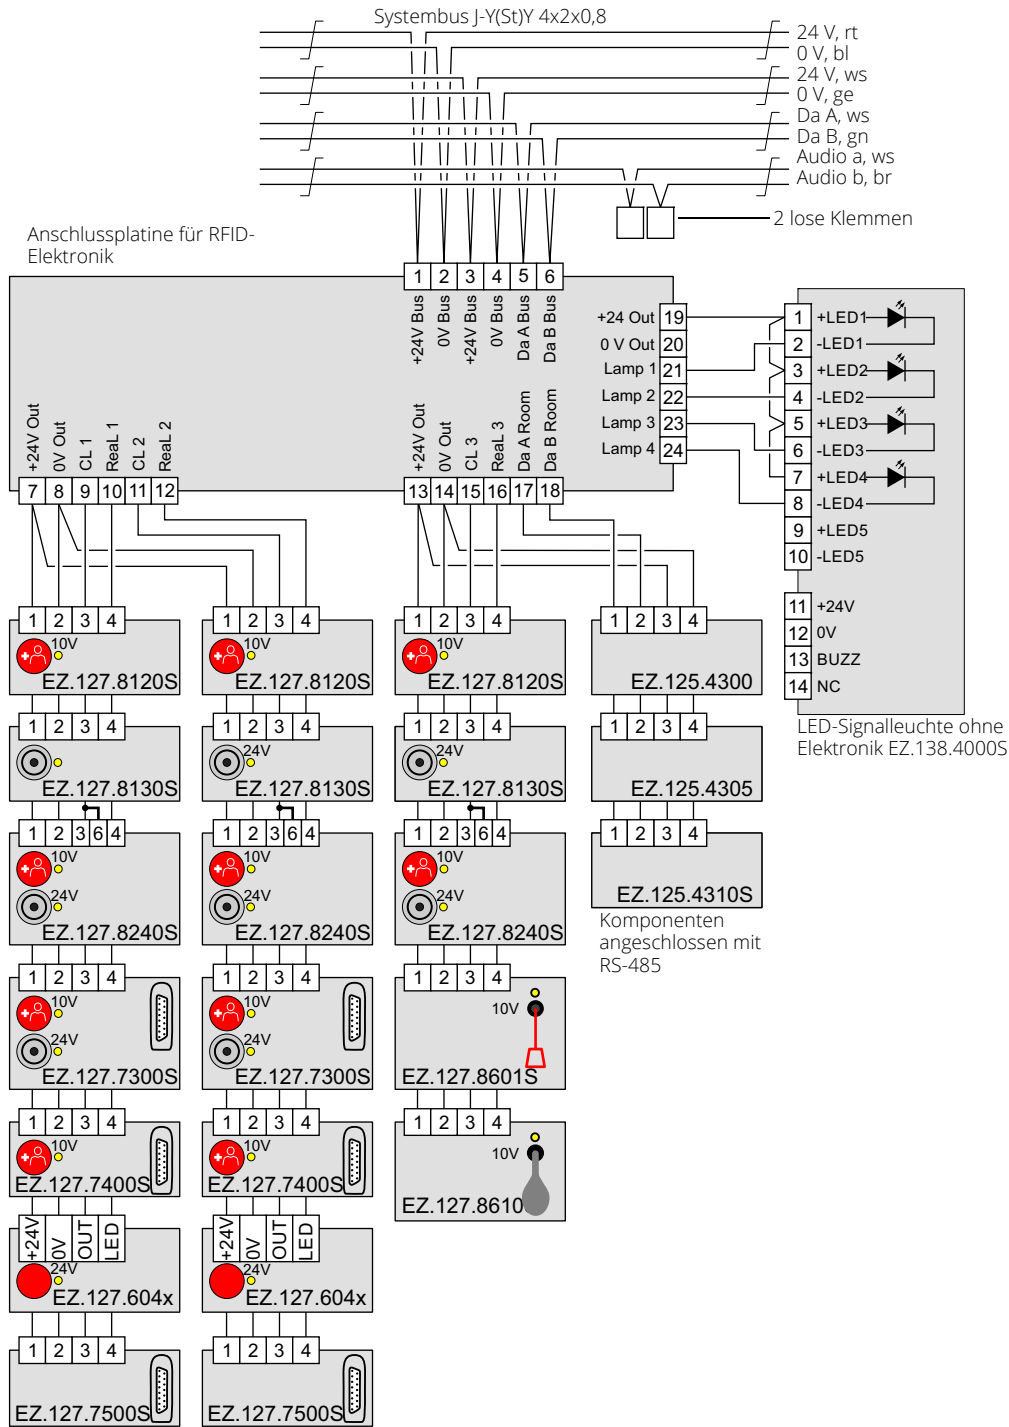 Systembus J-Y(St)Y 4x2x0,8
24 V, rt
0 V, bl
24 V, ws
0 V, ge
Da A, ws
Da B, gn
Audio a, ws
Audio b, br
2 lose Klemmen
Anschlussplatine für RFID-
Elektronik
1 2 3 4 5 6
+24V Bus
0V Bus
+24V Bus
0V Bus
Da A Bus
Da B Bus
+24 Out 19
0 V Out 20
Lamp 1 21
Lamp 2 22
Lamp 3 23
Lamp 4 24
1 +LED1
2 -LED1
3 +LED2
4 -LED2
5 +LED3
6 -LED3
7 +LED4
8 -LED4
9 +LED5
10 -LED5
11 +24V
12 0V
13 BUZZ
14 NC
LED-Signalleuchte ohne
Elektronik EZ.138.4000S
+24V Out
0V Out
CL 1
ReaL 1
CL 2
ReaL 2
7 8 9 10 11 12
+24V Out
0V Out
CL 3
ReaL 3
Da A Room
Da B Room
13 14 15 16 17 18
1 2 3 4
10V
EZ.127.8120S
1 2 3 4
10V
EZ.127.8120S
1 2 3 4
10V
EZ.127.8120S
1 2 3 4
EZ.125.4300
1 2 3 4
EZ.127.8130S
1 2 3 4
24V
EZ.127.8130S
1 2 3 4
24V
EZ.127.8130S
1 2 3 4
EZ.125.4305
1 2 3 6 4
10V
24V
EZ.127.8240S
1 2 3 6 4
10V
24V
EZ.127.8240S
1 2 3 6 4
10V
24V
EZ.127.8240S
1 2 3 4
EZ.125.4310S
Komponenten
angeschlossen mit
RS-485
1 2 3 4
10V
24V
EZ.127.7300S
1 2 3 4
10V
24V
EZ.127.7300S
1 2 3 4
10V
EZ.127.8601S
1 2 3 4
10V
EZ.127.7400S
1 2 3 4
10V
EZ.127.7400S
1 2 3 4
10V
EZ.127.8610
+24V
0V
OUT
LED
24V
EZ.127.604x
+24V
0V
OUT
LED
24V
EZ.127.604x
1 2 3 4
EZ.127.7500S
1 2 3 4
EZ.127.7500S